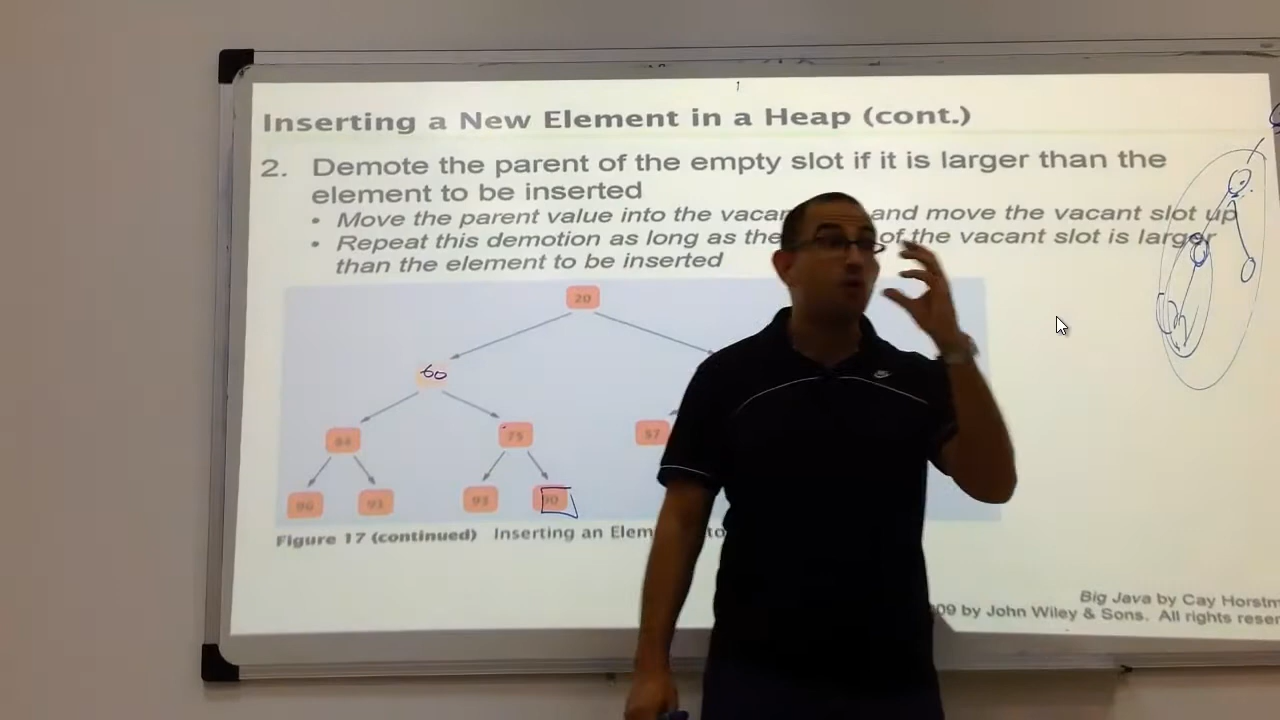 Inserting a New Element in a Heap (cont.)
2. Demote the parent of the empty slot if it is larger than the
element to be inserted
• Move the parent value into the and move the vacant slot up
• Repeat this demotion as long as the of the vacant slot is larger
than the element to be inserted
20
60
84 75 57
96 91 93 90
Figure 17 (continued) Inserting an
Big Java by Cay
by John Wiley & Sons. All rights